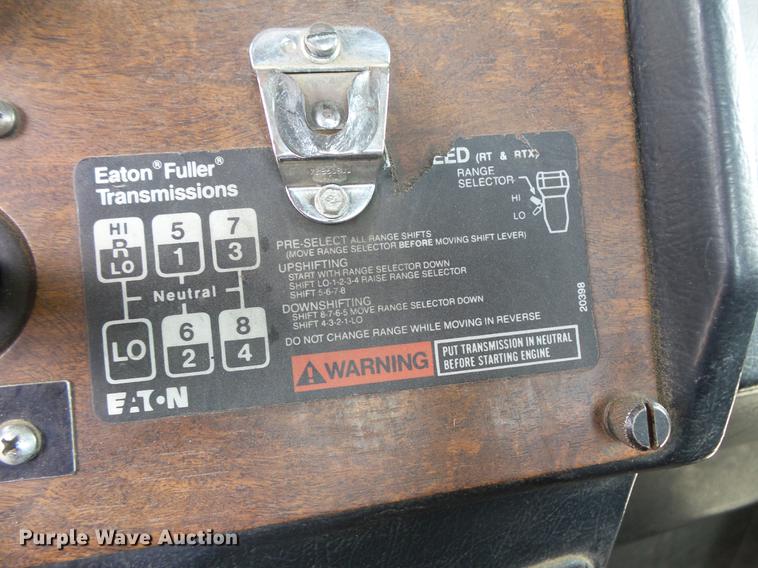 EED (RT & RTX)
Eaton® Fuller®
Transmissions
RANGE
SELECTOR
HI
LO
HI
R
LO
5
1
7
3
Neutral
LO
6
2
8
4
PRE-SELECT ALL RANGE SHIFTS
(MOVE RANGE SELECTOR BEFORE MOVING SHIFT LEVER)
UPSHIFTING
START WITH RANGE SELECTOR DOWN
SHIFT LO-1-2-3-4 RAISE RANGE SELECTOR
SHIFT 5-6-7-8
DOWNSHIFTING
SHIFT 8-7-6-5 MOVE RANGE SELECTOR DOWN
SHIFT 4-3-2-1-LO
DO NOT CHANGE RANGE WHILE MOVING IN REVERSE
20398
WARNING
PUT TRANSMISSION IN NEUTRAL
BEFORE STARTING ENGINE
EATON
Purple Wave Auction